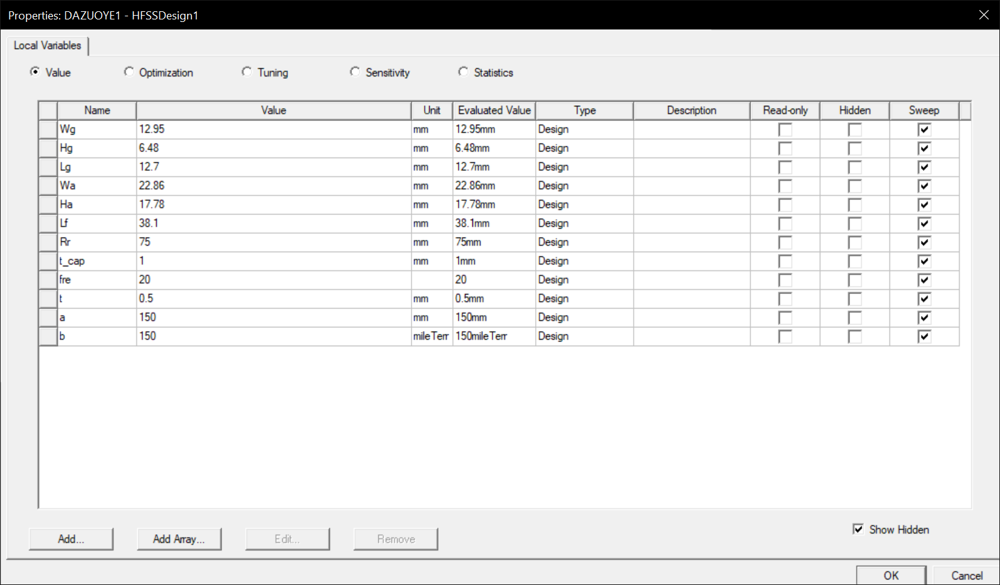 Properties: DAZUOYE1 - HFSSDesign1
Local Variables
Value Optimization Tuning Sensitivity Statistics
Name Value Unit Evaluated Value Type Description Read-only Hidden Sweep
Wg 12.95 mm 12.95mm Design
Hg 6.48 mm 6.48mm Design
Lg 12.7 mm 12.7mm Design
Wa 22.86 mm 22.86mm Design
Ha 17.78 mm 17.78mm Design
Lf 38.1 mm 38.1mm Design
Rr 75 mm 75mm Design
t_cap 1 mm 1mm Design
fre 20 20 Design
t 0.5 mm 0.5mm Design
a 150 mm 150mm Design
b 150 mileTerr 150mileTerr Design
Show Hidden
Add... Add Array... Edit... Remove
OK Cancel